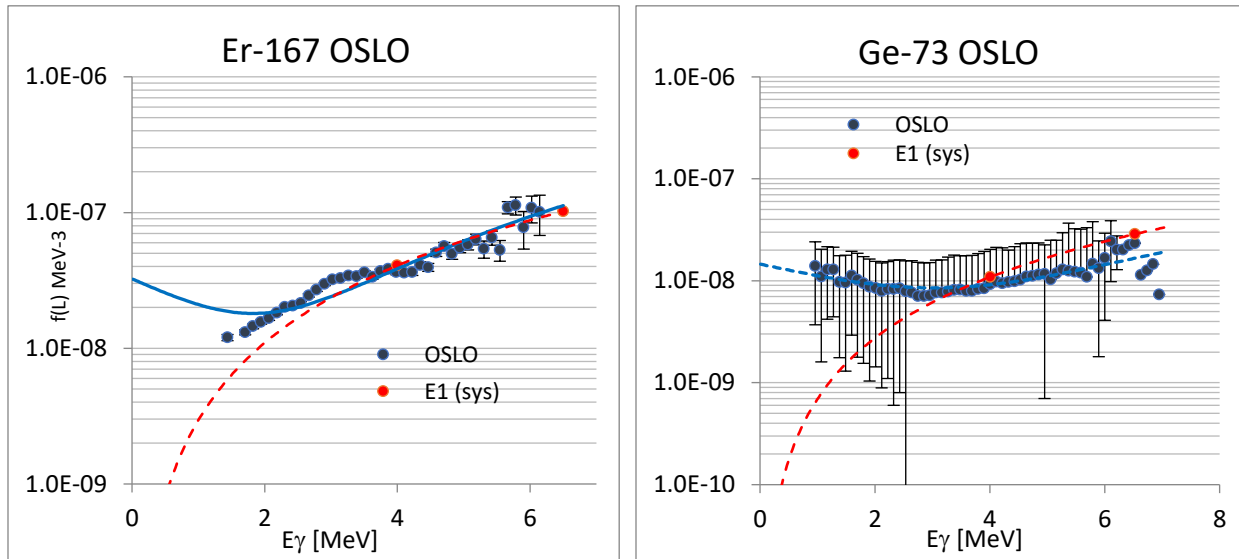 Er-167 OSLO
1.0E-06
1.0E-07
1.0E-08
1.0E-09
f(L) MeV-3
OSLO
E1 (sys)
0 2 4 6
Eγ [MeV]
Ge-73 OSLO
1.0E-06
1.0E-07
1.0E-08
1.0E-09
1.0E-10
OSLO
E1 (sys)
0 2 4 6 8
Eγ [MeV]